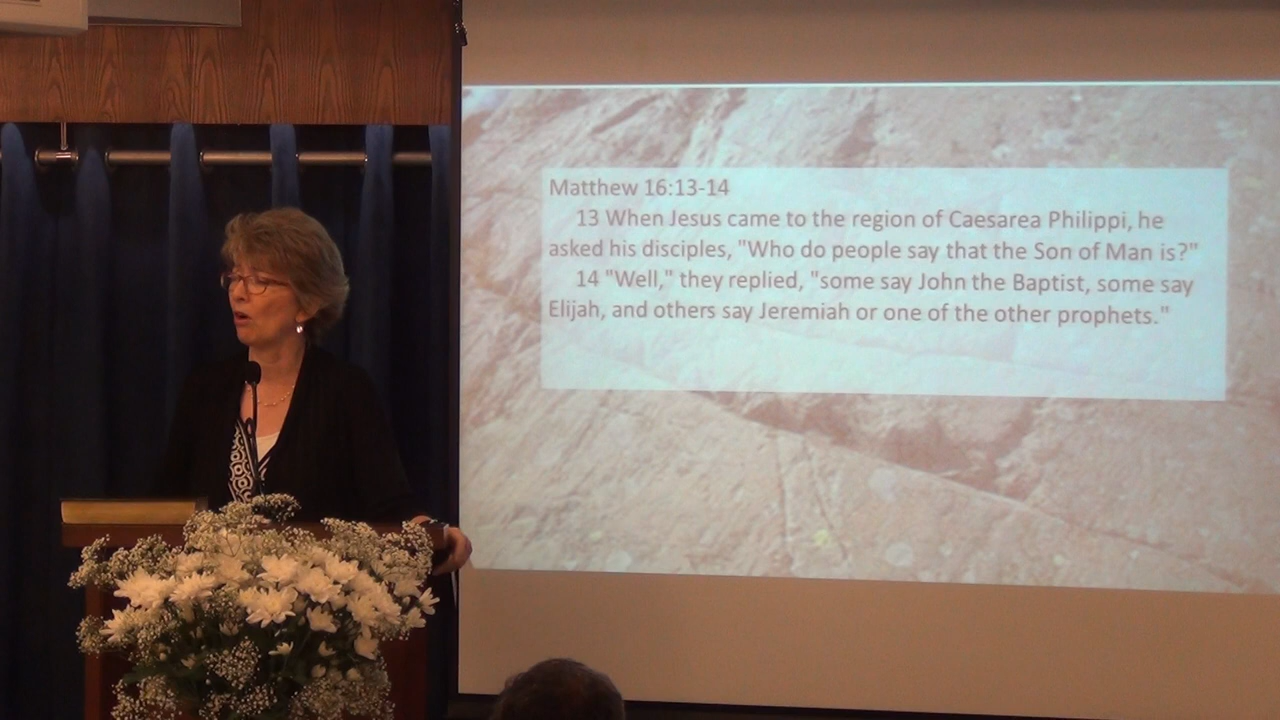 Matthew 16:13-14
13 When Jesus came to the region of Caesarea Philippi, he
asked his disciples, "Who do people say that the Son of Man is?"
14 "Well," they replied, "some say John the Baptist, some say
Elijah, and others say Jeremiah or one of the other prophets."